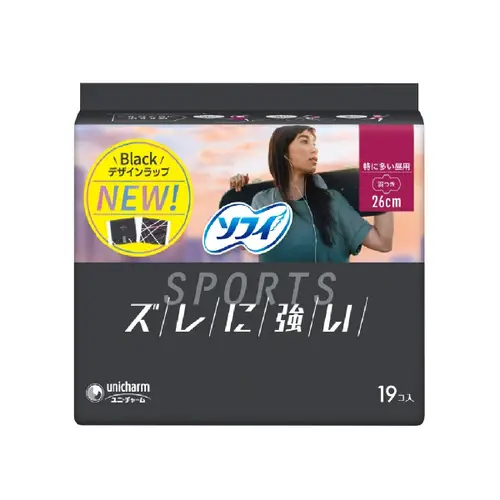 Black
デザインラップ
NEW!
ソフィ
特に多い昼用
羽つき
26cm
SPORTS
ズレに強い
unicharm
ユニ・チャーム
19コ入